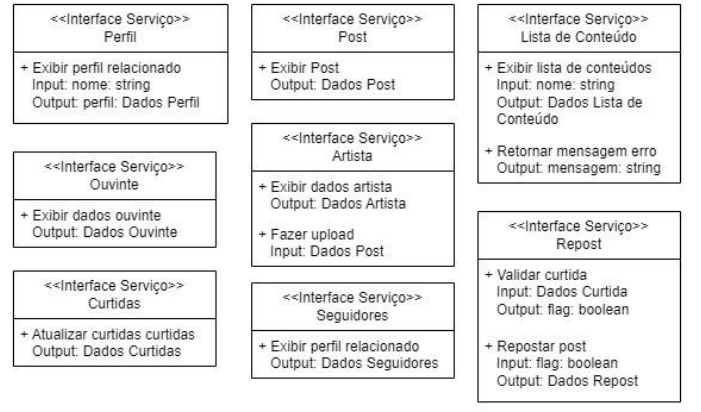 <<Interface Serviço>>
Perfil
+ Exibir perfil relacionado
Input: nome: string
Output: perfil: Dados Perfil
<<Interface Serviço>>
Ouvinte
+ Exibir dados ouvinte
Output: Dados Ouvinte
<<Interface Serviço>>
Curtidas
+ Atualizar curtidas curtidas
Output: Dados Curtidas
<<Interface Serviço>>
Post
+ Exibir Post
Output: Dados Post
<<Interface Serviço>>
Artista
+ Exibir dados artista
Output: Dados Artista
+ Fazer upload
Input: Dados Post
<<Interface Serviço>>
Seguidores
+ Exibir perfil relacionado
Output: Dados Seguidores
<<Interface Serviço>>
Lista de Conteúdo
+ Exibir lista de conteúdos
Input: nome: string
Output: Dados Lista de
Conteúdo
+ Retornar mensagem erro
Output: mensagem: string
<<Interface Serviço>>
Repost
+ Validar curtida
Input: Dados Curtida
Output: flag: boolean
+ Repostar post
Input: flag: boolean
Output: Dados Repost